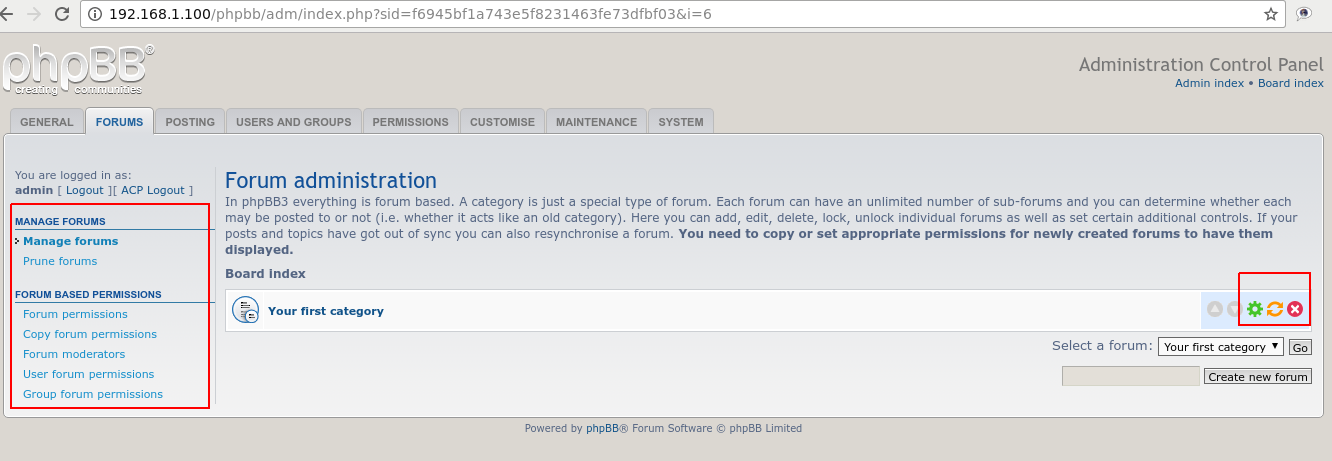 192.168.1.100/phpbb/adm/index.php?sid=f6945bf1a743e5f8231463fe73dfbf03&i=6
phpBB®
creating communities
Administration Control Panel
Admin index • Board index
GENERAL FORUMS POSTING USERS AND GROUPS PERMISSIONS CUSTOMISE MAINTENANCE SYSTEM
You are logged in as:
admin [ Logout ][ ACP Logout ]
MANAGE FORUMS
Manage forums
Prune forums
FORUM BASED PERMISSIONS
Forum permissions
Copy forum permissions
Forum moderators
User forum permissions
Group forum permissions
Forum administration
In phpBB3 everything is forum based. A category is just a special type of forum. Each forum can have an unlimited number of sub-forums and you can determine whether each
may be posted to or not (i.e. whether it acts like an old category). Here you can add, edit, delete, lock, unlock individual forums as well as set certain additional controls. If your
posts and topics have got out of sync you can also resynchronise a forum. You need to copy or set appropriate permissions for newly created forums to have them
displayed.
Board index
Your first category
Select a forum: Your first category Go
Create new forum
Powered by phpBB® Forum Software © phpBB Limited